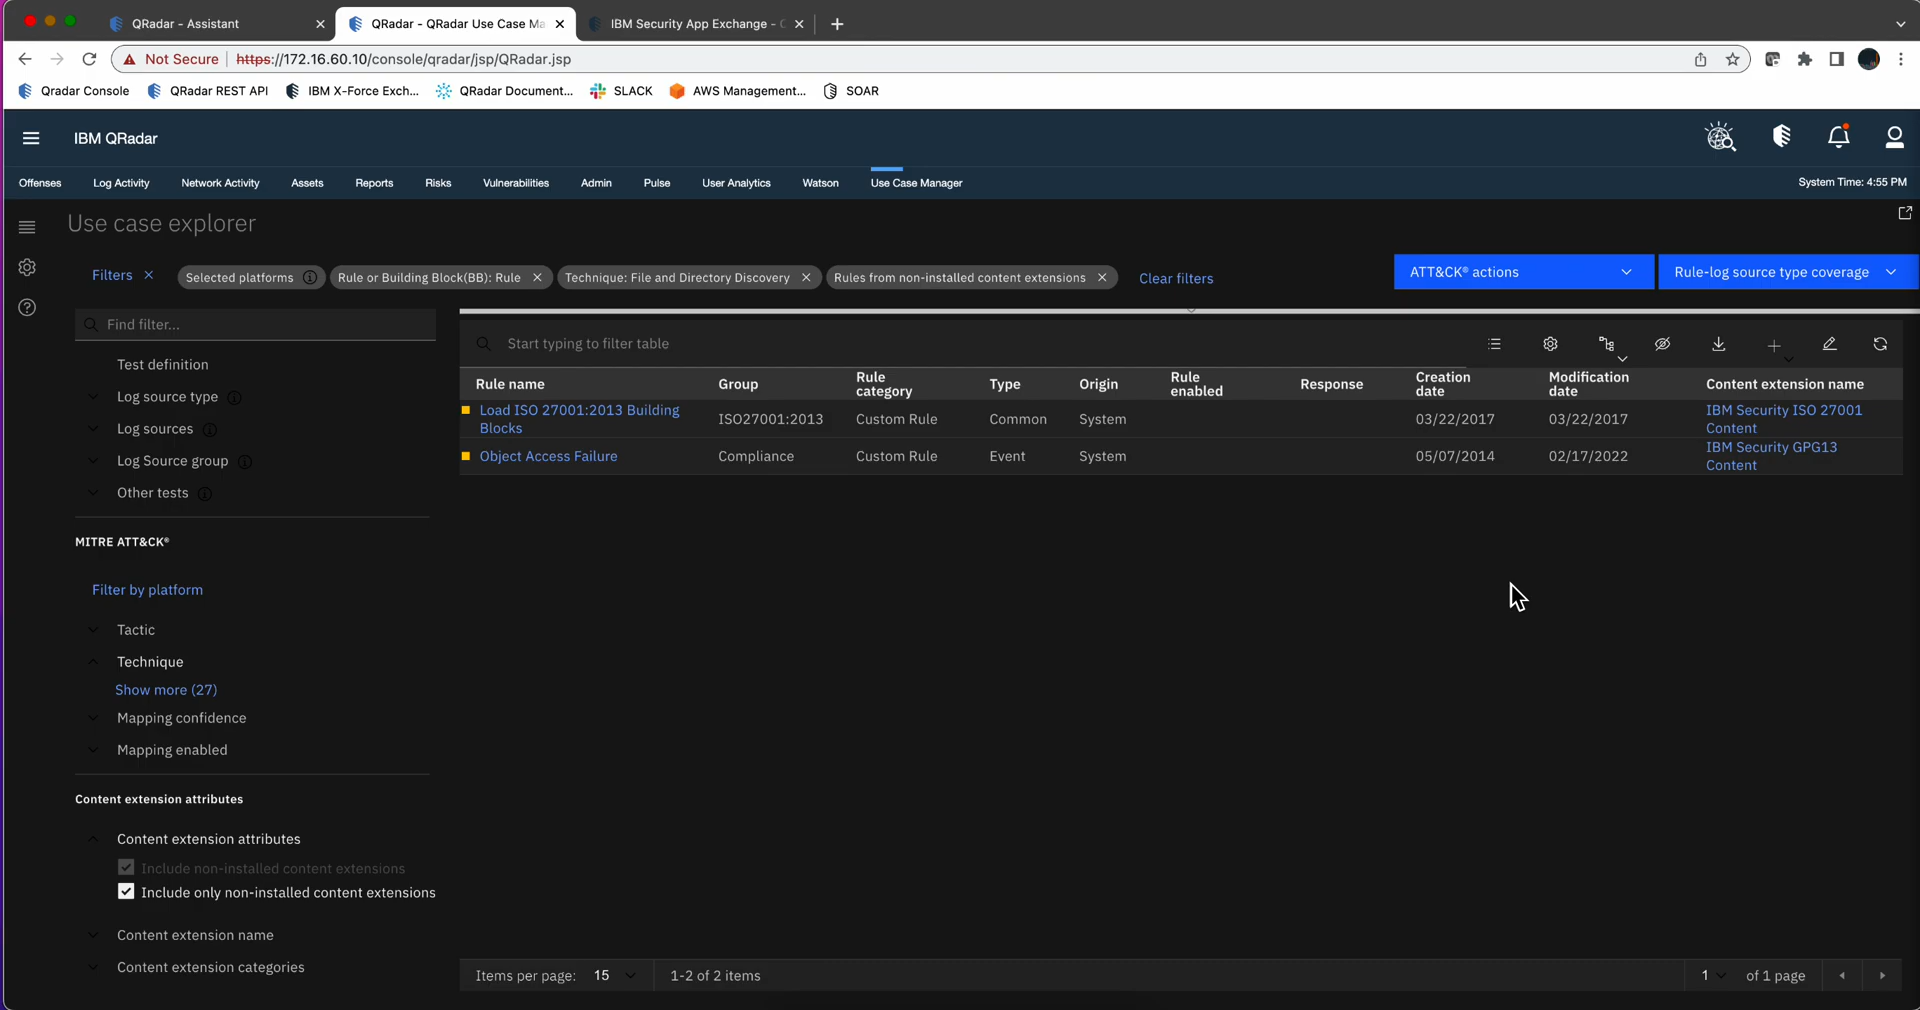 QRadar - Assistant
QRadar - QRadar Use Case Ma
IBM Security App Exchange -
Not Secure
https://172.16.60.10/console/qradar/jsp/QRadar.jsp
Qradar Console
QRadar REST API
IBM X-Force Exch...
QRadar Document...
SLACK
AWS Management...
SOAR
IBM QRadar
Offenses
Log Activity
Network Activity
Assets
Reports
Risks
Vulnerabilities
Admin
Pulse
User Analytics
Watson
Use Case Manager
System Time: 4:55 PM
Use case explorer
Filters
Selected platforms
Rule or Building Block(BB): Rule
Technique: File and Directory Discovery
Rules from non-installed content extensions
Clear filters
ATT&CK® actions
Rule-log source type coverage
Find filter...
Test definition
Log source type
Log sources
Log Source group
Other tests
MITRE ATT&CK®
Filter by platform
Tactic
Technique
Show more (27)
Mapping confidence
Mapping enabled
Content extension attributes
Content extension attributes
Include non-installed content extensions
Include only non-installed content extensions
Content extension name
Content extension categories
Start typing to filter table
Rule name
Group
Rule
category
Type
Origin
Rule
enabled
Response
Creation
date
Modification
date
Content extension name
Load ISO 27001:2013 Building
Blocks
ISO27001:2013
Custom Rule
Common
System
03/22/2017
03/22/2017
IBM Security ISO 27001
Content
Object Access Failure
Compliance
Custom Rule
Event
System
05/07/2014
02/17/2022
IBM Security GPG13
Content
Items per page: 15
1-2 of 2 items
1
of 1 page